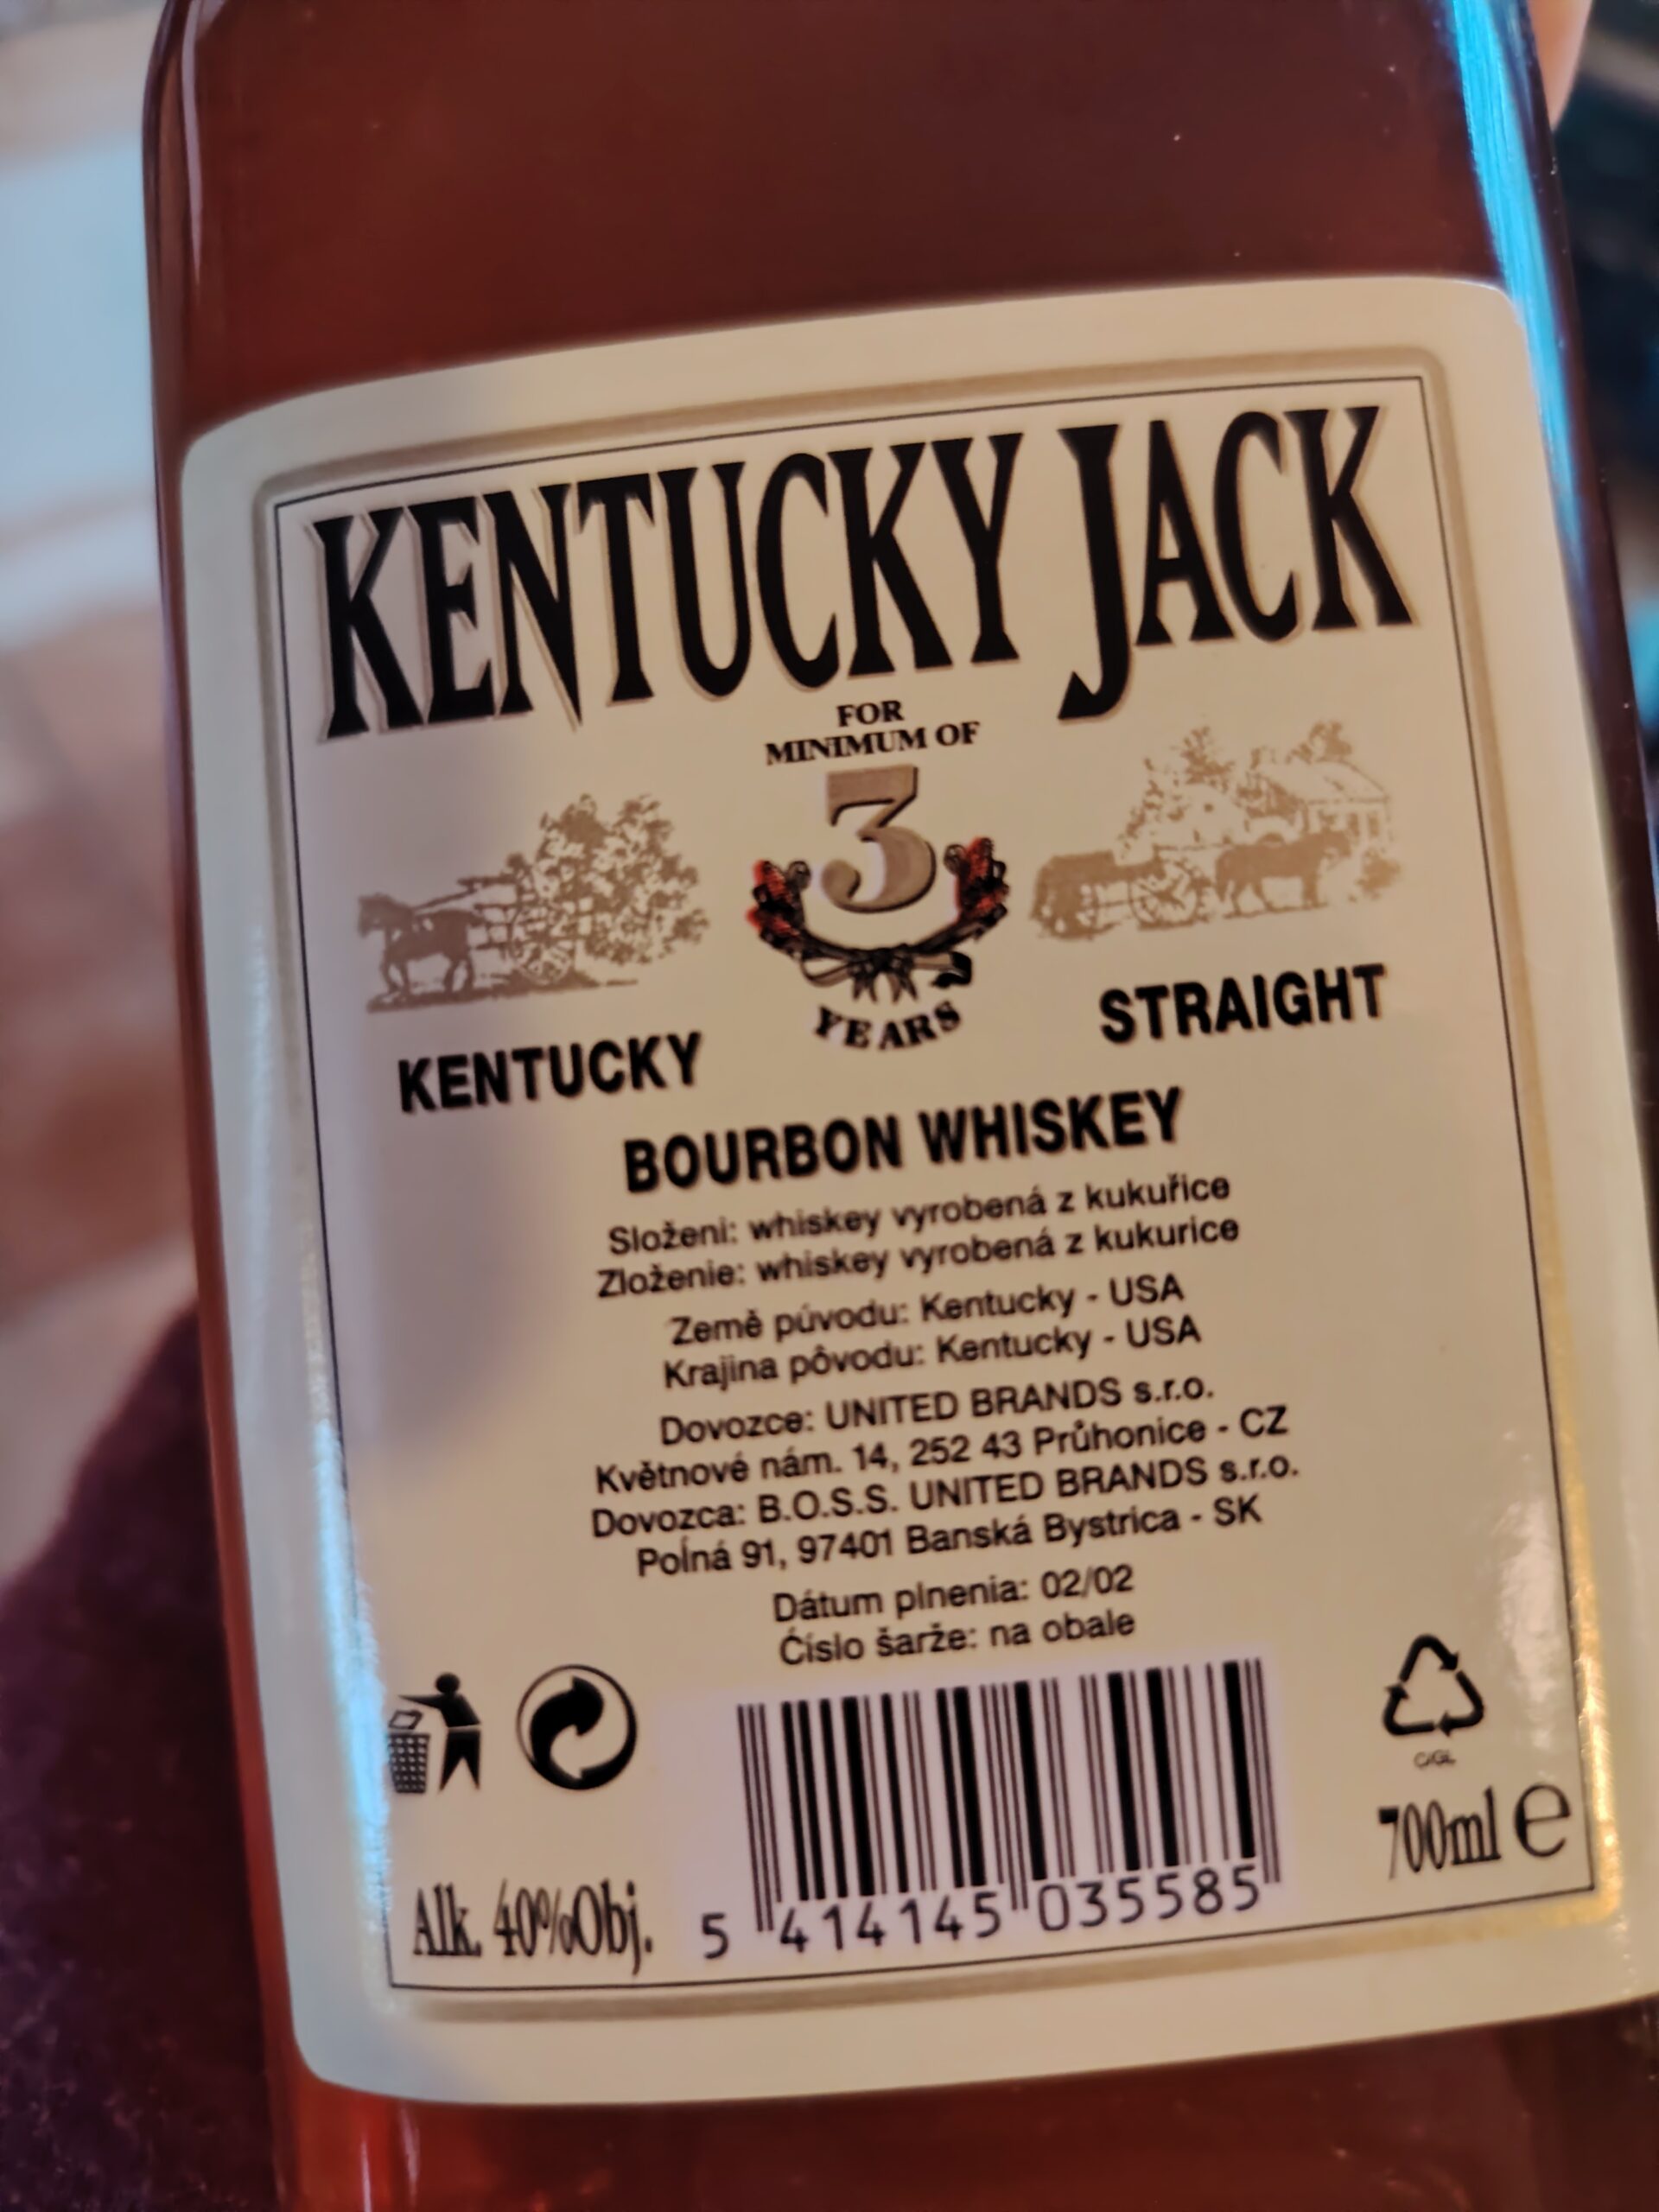 KENTUCKY JACK
FOR
MINIMUM OF
3
YEARS
KENTUCKY STRAIGHT
BOURBON WHISKEY
Složeni: whiskey vyrobená z kukuřice
Zloženie: whiskey vyrobená z kukurice
Země púvodu: Kentucky - USA
Krajina pôvodu: Kentucky - USA
Dovozce: UNITED BRANDS s.r.o.
Květnové nám. 14, 252 43 Průhonice - CZ
Dovozca: B.O.S.S. UNITED BRANDS s.r.o.
Poĺná 91, 97401 Banská Bystrica - SK
Dátum plnenia: 02/02
Číslo šarže: na obale
Alk. 40%Obj.
5 414145 035585
700ml e